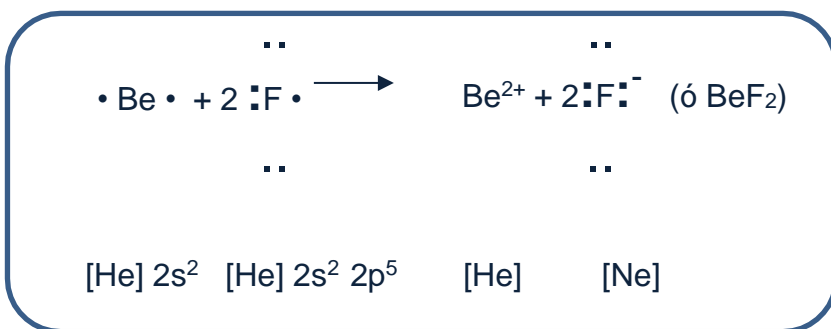 • Be • + 2 :F • ⟶ Be²⁺ + 2:F:⁻ (ó BeF₂)
[He] 2s² [He] 2s² 2p⁵ [He] [Ne]